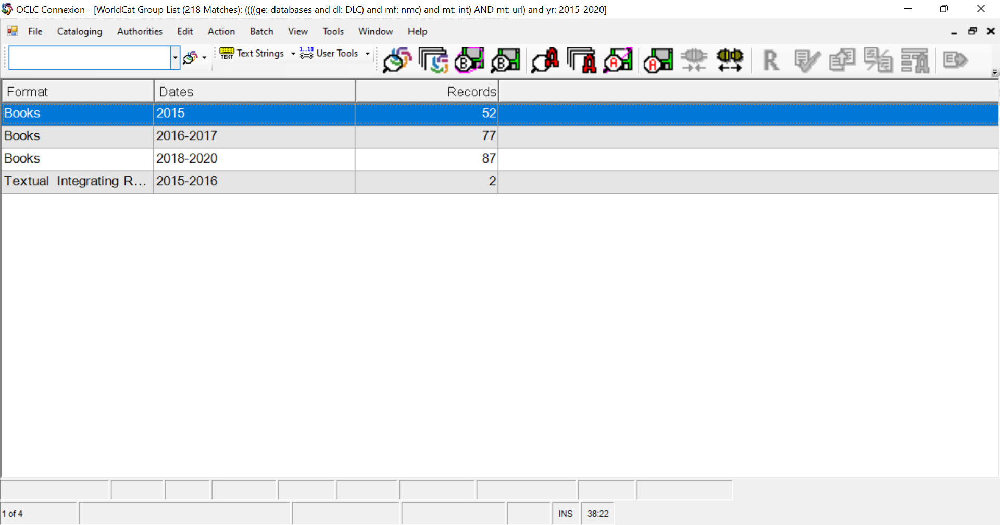 OCLC Connexion - [WorldCat Group List (218 Matches): ((((ge: databases and dl: DLC) and mf: nmc) and mt: int) AND mt: url) and yr: 2015-2020]
File Cataloging Authorities Edit Action Batch View Tools Window Help
TEXT Text Strings 1...10 User Tools B B A A R
Format Dates Records
Books 2015 52
Books 2016-2017 77
Books 2018-2020 87
Textual Integrating R... 2015-2016 2
1 of 4 INS 38:22